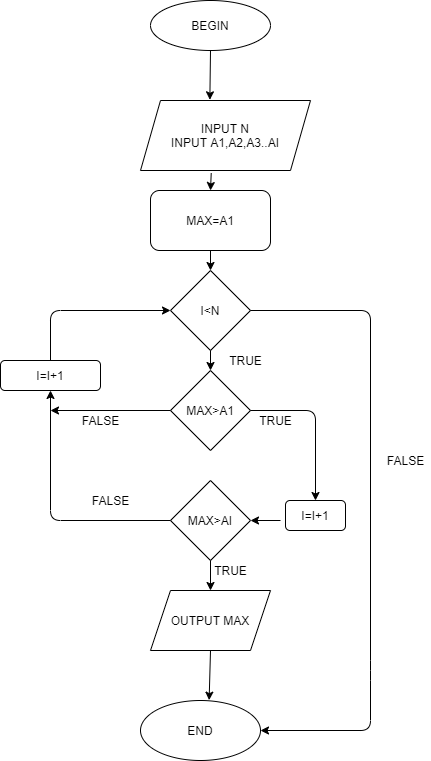 BEGIN
INPUT N
INPUT A1,A2,A3..AI
MAX=A1
I<N
TRUE
I=I+1
MAX>A1
FALSE
TRUE
FALSE
FALSE
MAX>AI
I=I+1
TRUE
OUTPUT MAX
END